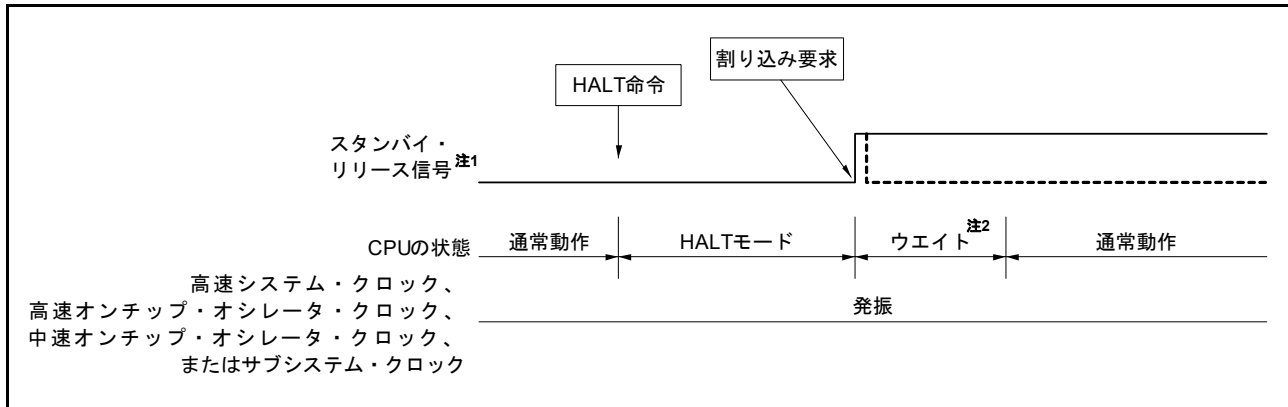 割り込み要求
HALT命令
スタンバイ・
リリース信号注1
CPUの状態 通常動作 HALTモード ウエイト注2 通常動作
高速システム・クロック、
高速オンチップ・オシレータ・クロック、
中速オンチップ・オシレータ・クロック、
またはサブシステム・クロック
発振